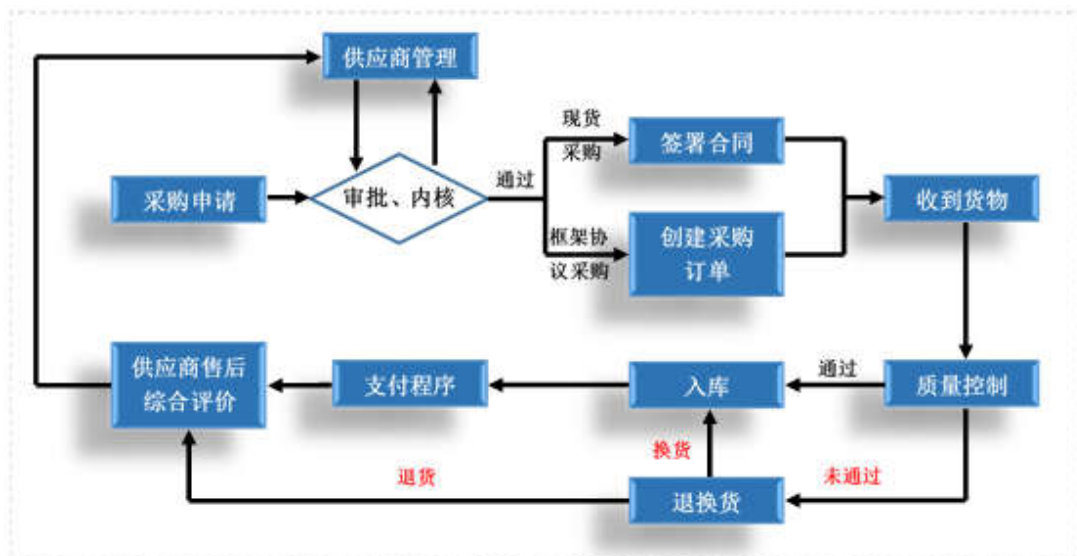 供应商管理
现货
采购
签署合同
采购申请
审批、内核
通过
收到货物
框架协
议采购
创建采购
订单
供应商售后
综合评价
支付程序
入库
通过
质量控制
换货
退货
未通过
退换货